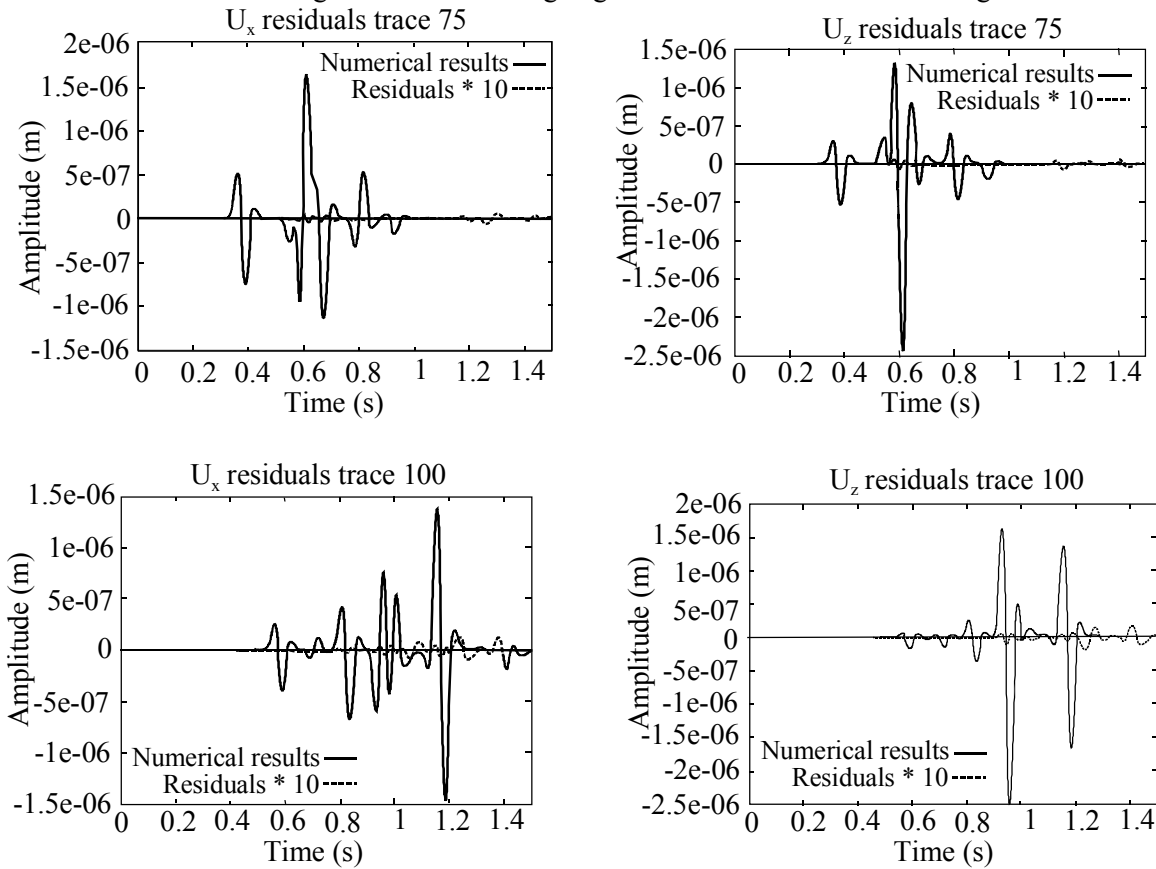 U_x residuals trace 75
2e-06
1.5e-06
1e-06
5e-07
0
-5e-07
-1e-06
-1.5e-06
Amplitude (m)
Numerical results
Residuals * 10
0 0.2 0.4 0.6 0.8 1 1.2 1.4
Time (s)
U_z residuals trace 75
1.5e-06
1e-06
5e-07
0
-5e-07
-1e-06
-1.5e-06
-2e-06
-2.5e-06
Amplitude (m)
Numerical results
Residuals * 10
0 0.2 0.4 0.6 0.8 1 1.2 1.4
Time (s)
U_x residuals trace 100
1.5e-06
1e-06
5e-07
0
-5e-07
-1e-06
-1.5e-06
Amplitude (m)
Numerical results
Residuals * 10
0 0.2 0.4 0.6 0.8 1 1.2 1.4
Time (s)
U_z residuals trace 100
2e-06
1.5e-06
1e-06
5e-07
0
-5e-07
-1e-06
-1.5e-06
-2e-06
-2.5e-06
Amplitude (m)
Numerical results
Residuals * 10
0 0.2 0.4 0.6 0.8 1 1.2 1.4
Time (s)